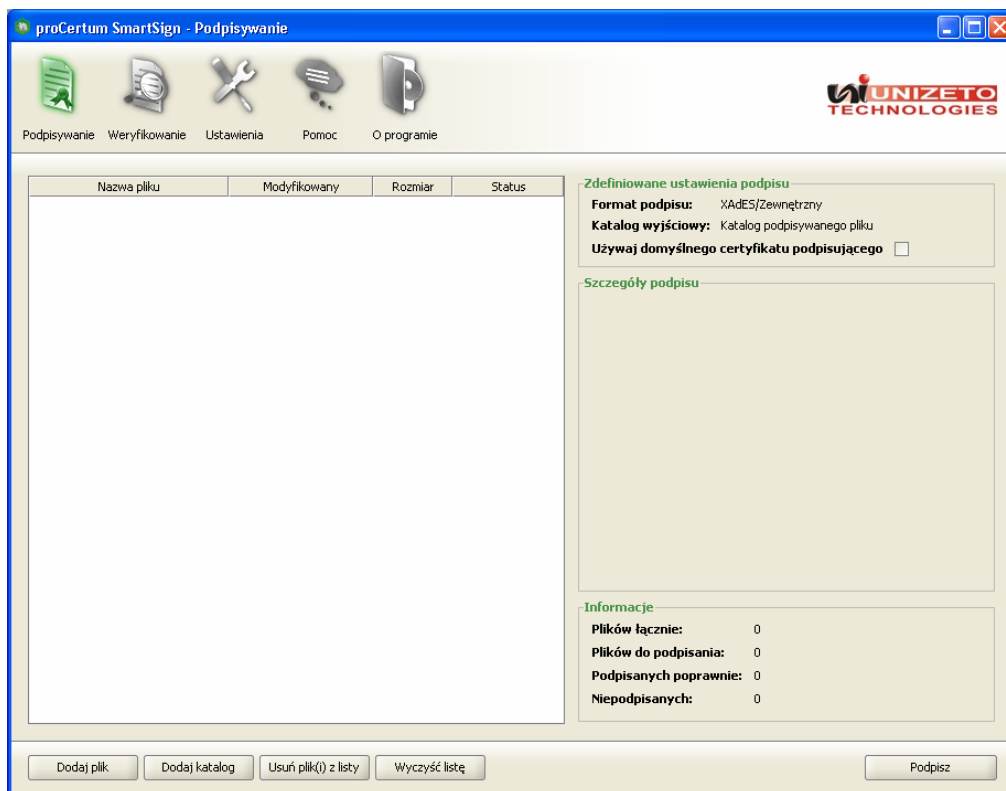 proCertum SmartSign - Podpisywanie
Podpisywanie Weryfikowanie Ustawienia Pomoc O programie
UNIZETO
TECHNOLOGIES
Nazwa pliku Modyfikowany Rozmiar Status
Zdefiniowane ustawienia podpisu
Format podpisu: XAdES/Zewnętrzny
Katalog wyjściowy: Katalog podpisywanego pliku
Używaj domyślnego certyfikatu podpisującego
Szczegóły podpisu
Informacje
Plików łącznie: 0
Plików do podpisania: 0
Podpisanych poprawnie: 0
Niepodpisanych: 0
Dodaj plik Dodaj katalog Usuń plik(i) z listy Wyczyść listę Podpisz